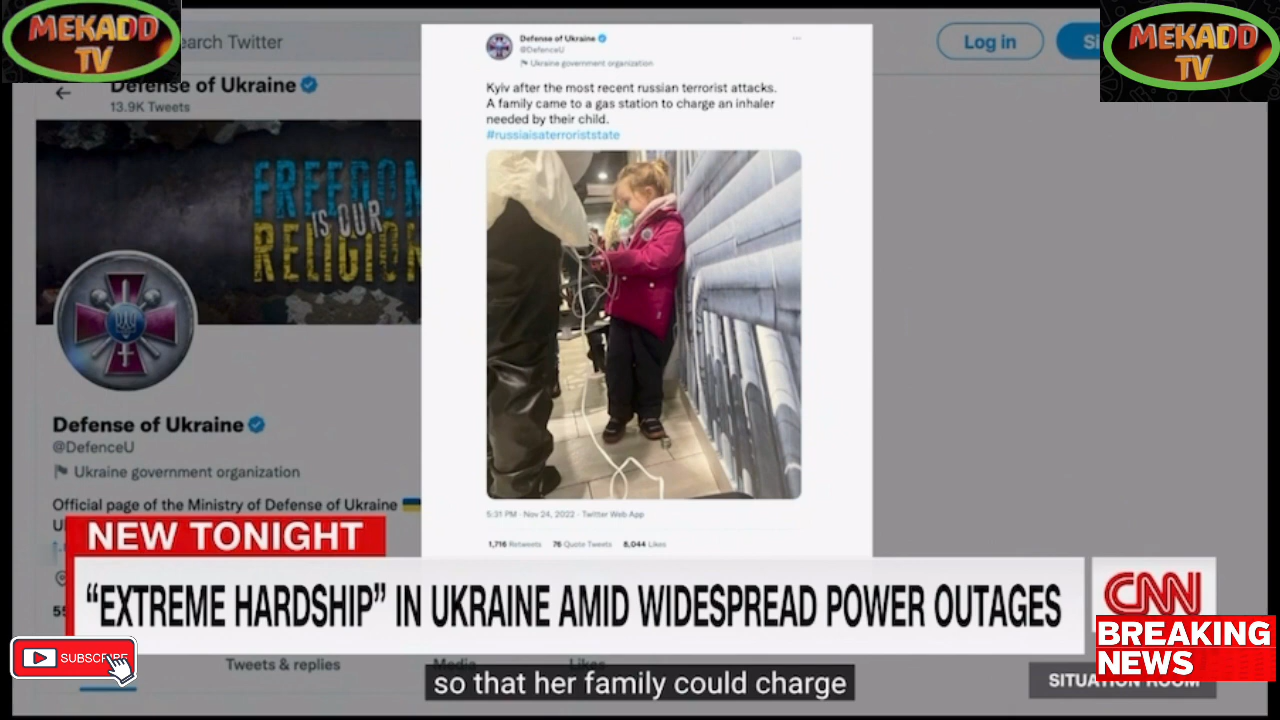 MEKADD
TV
earch Twitter
Log in
MEKADD
TV
Defense of Ukraine
13.9K Tweets
FREEDOM
IS OUR
RELIGION
Defense of Ukraine
@DefenceU
Ukraine government organization
Official page of the Ministry of Defense of Ukraine
Defense of Ukraine
@DefenceU
Ukraine government organization
Kyiv after the most recent russian terrorist attacks.
A family came to a gas station to charge an inhaler
needed by their child.
#russiaisaterroriststate
5:31 PM · Nov 24, 2022 · Twitter Web App
1,716 Retweets 76 Quote Tweets 8,044 Likes
NEW TONIGHT
“EXTREME HARDSHIP” IN UKRAINE AMID WIDESPREAD POWER OUTAGES
CNN
BREAKING
NEWS
SUBSCRIBE
Tweets & replies
Media
Likes
so that her family could charge
SITUATION ROOM